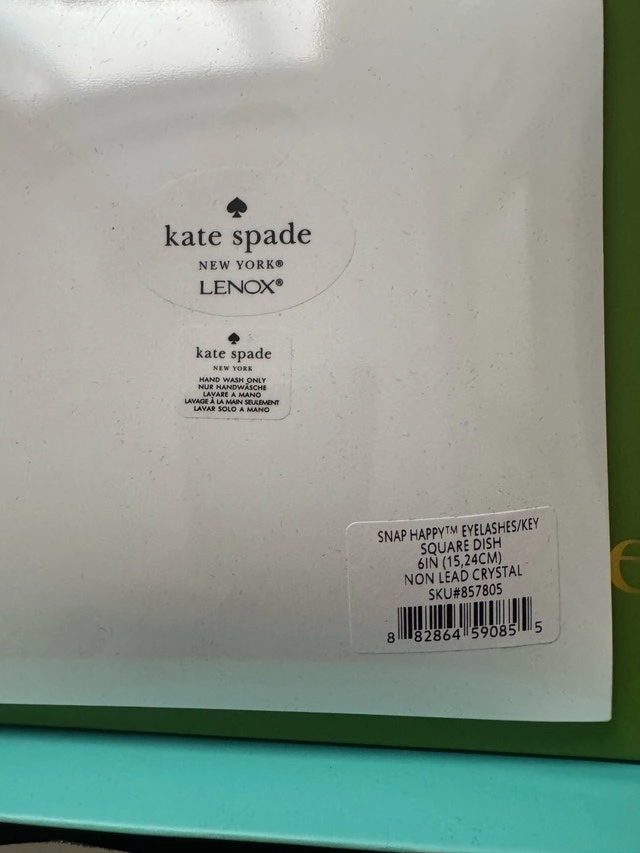 kate spade
NEW YORK®
LENOX®
kate spade
NEW YORK
HAND WASH ONLY
NUR HANDWÄSCHE
LAVARE A MANO
LAVAGE À LA MAIN SEULEMENT
LAVAR SOLO A MANO
SNAP HAPPY™ EYELASHES/KEY
SQUARE DISH
6IN (15,24CM)
NON LEAD CRYSTAL
SKU#857805
8 82864 59085 5